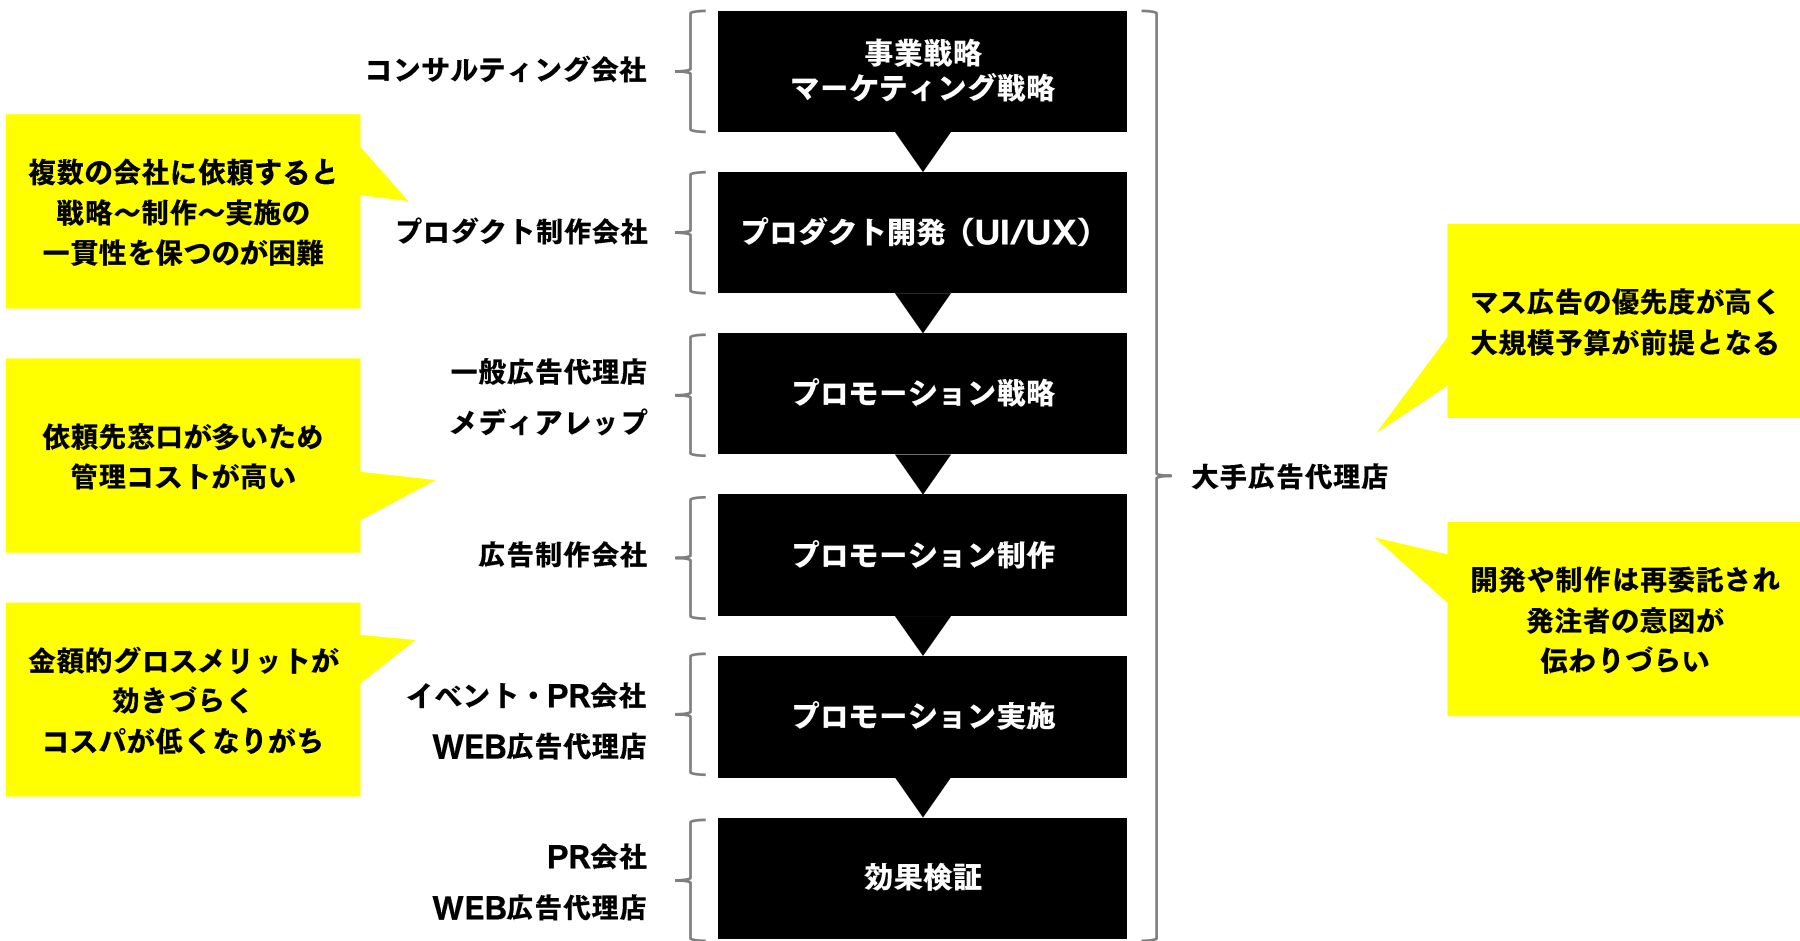 コンサルティング会社
事業戦略
マーケティング戦略
複数の会社に依頼すると
戦略〜制作〜実施の
一貫性を保つのが困難
プロダクト制作会社
プロダクト開発（UI/UX）
マス広告の優先度が高く
大規模予算が前提となる
一般広告代理店
メディアレップ
プロモーション戦略
依頼先窓口が多いため
管理コストが高い
大手広告代理店
広告制作会社
プロモーション制作
開発や制作は再委託され
発注者の意図が
伝わりづらい
金額的グロスメリットが
効きづらく
コスパが低くなりがち
イベント・PR会社
WEB広告代理店
プロモーション実施
PR会社
WEB広告代理店
効果検証